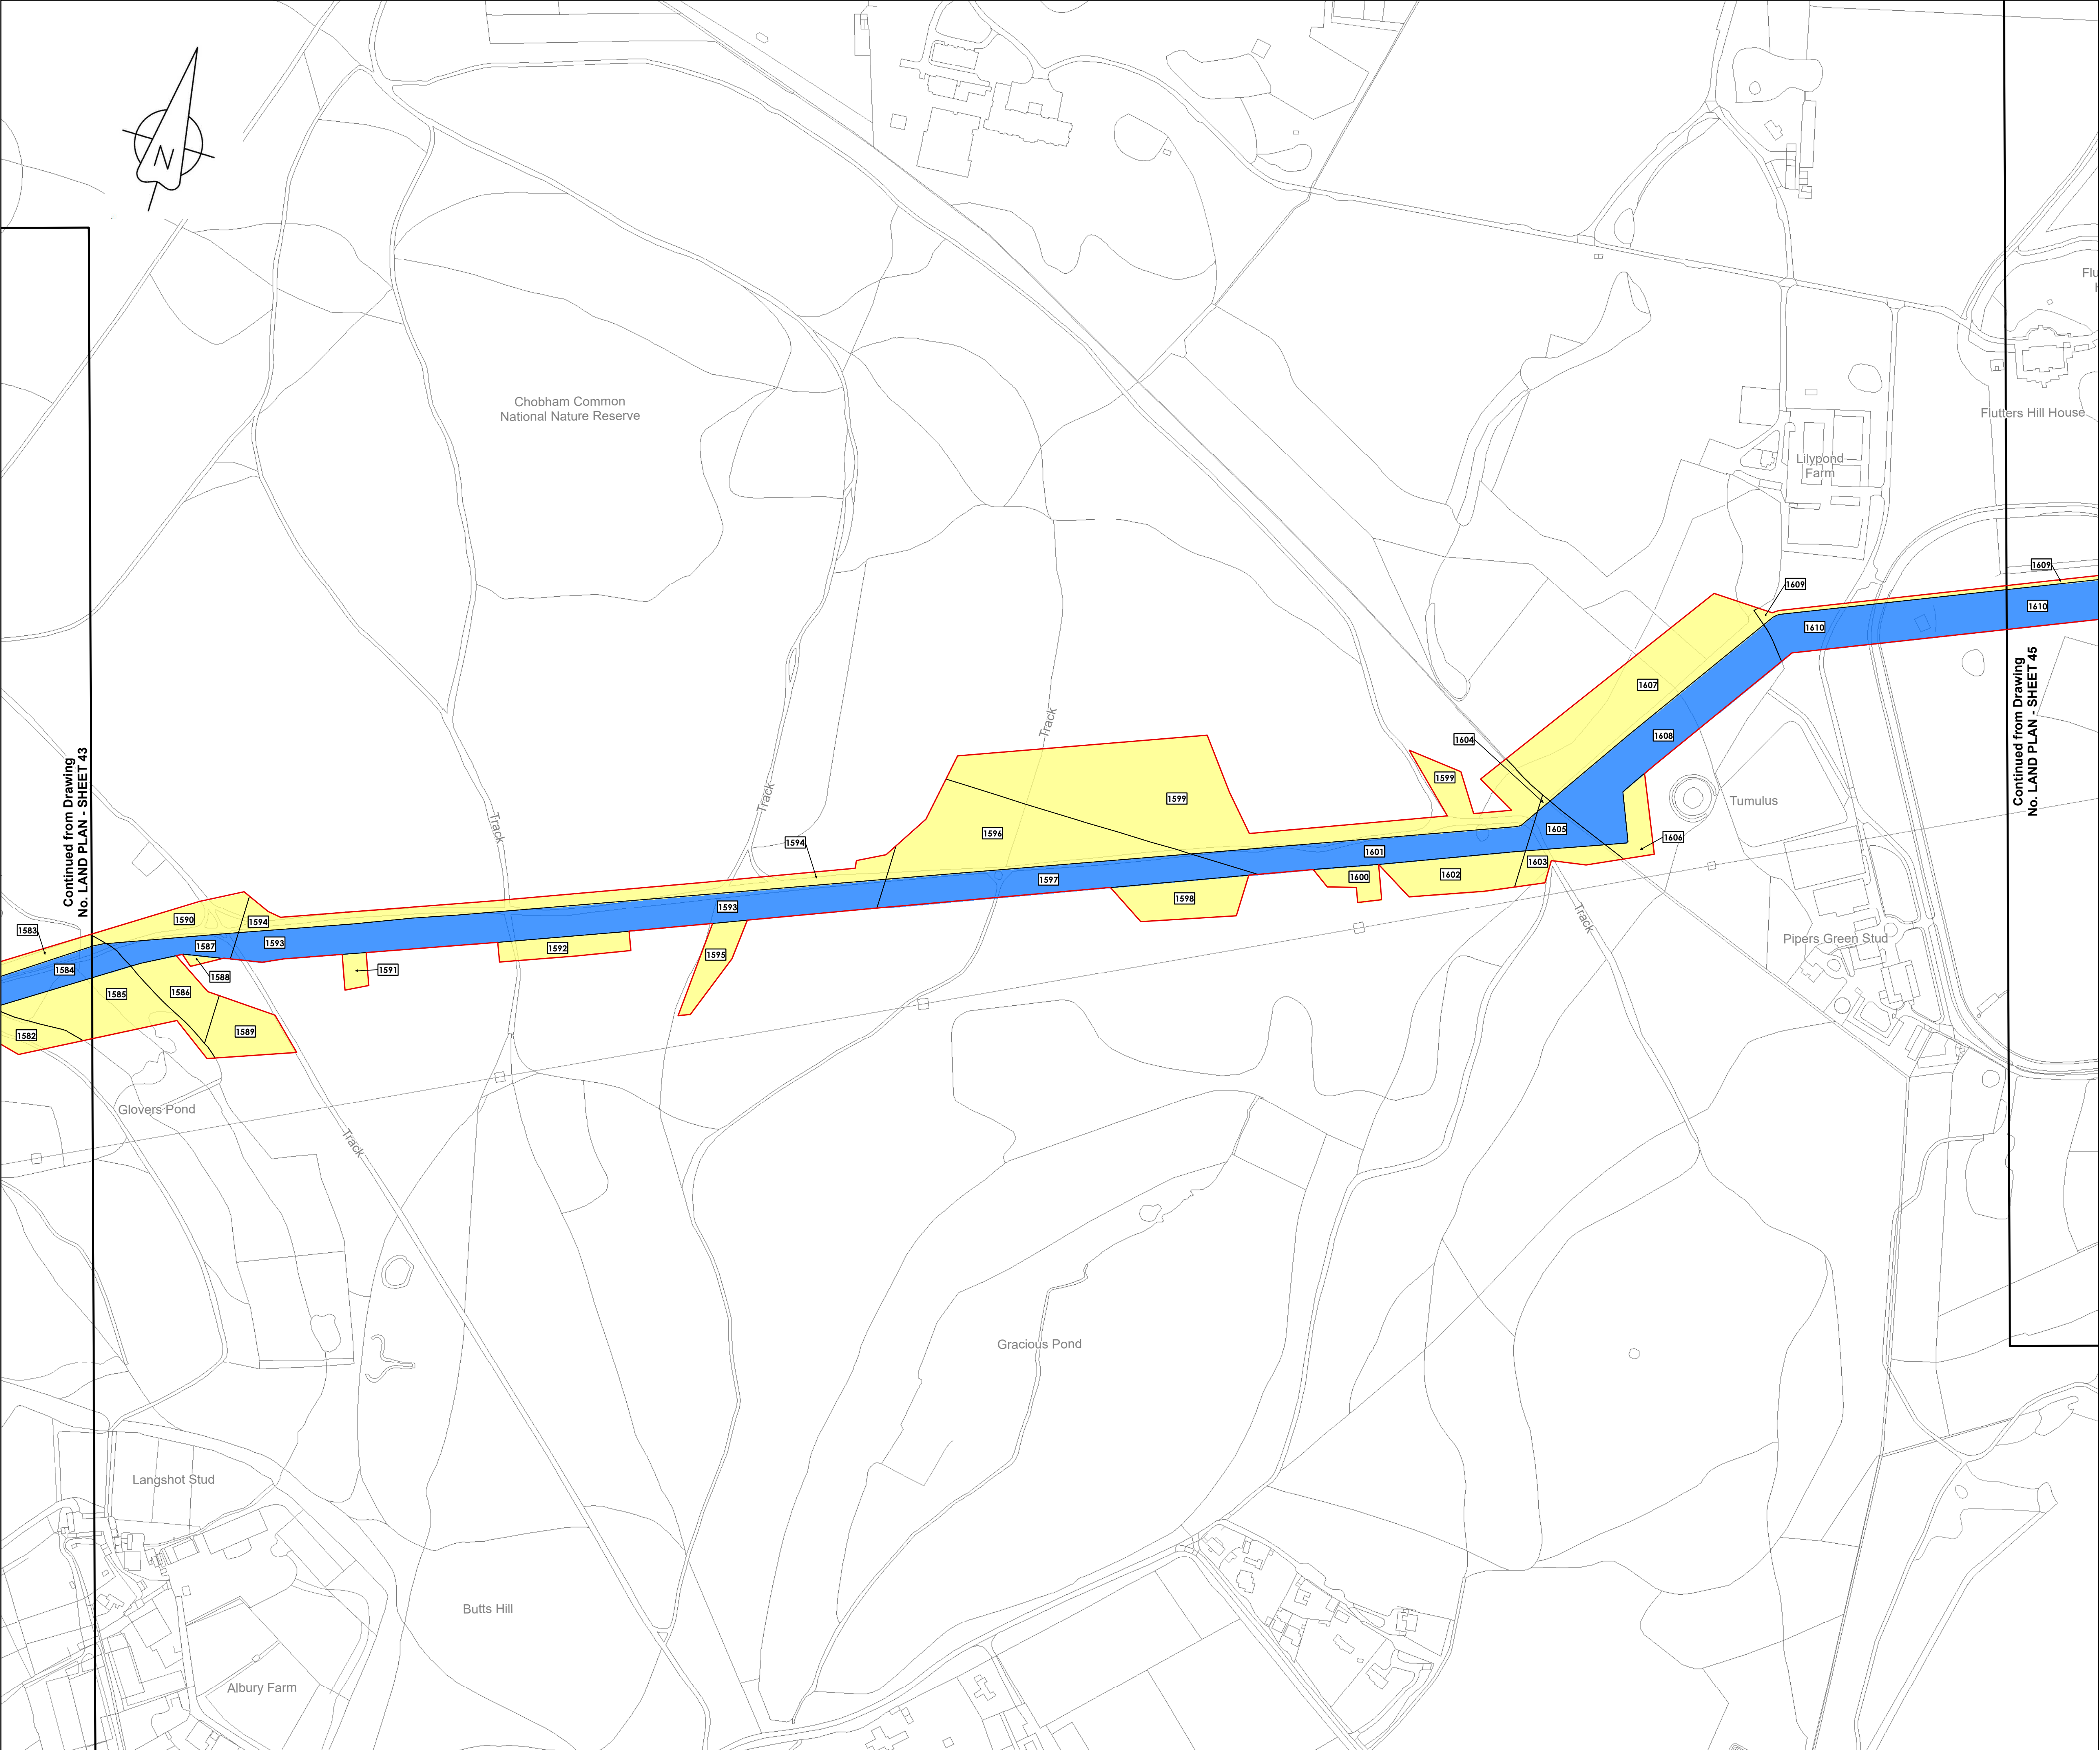 N
Flu
H
Chobham Common
National Nature Reserve
Flutters Hill House
Lilypond
Farm
1609
1609
1610
1610
Continued from Drawing
No. LAND PLAN - SHEET 45
1607
Track
1608
1604
1599
Track
1599
Tumulus
Continued from Drawing
No. LAND PLAN - SHEET 43
Track
1596
1605
1606
1594
1601
1603
1602
1600
1597
1598
1593
1590
1594
Track
1583
1587
1593
1592
1595
Pipers Green Stud
1584
1588
1591
1585
1586
1582
1589
Glovers Pond
Track
Gracious Pond
Langshot Stud
Butts Hill
Albury Farm